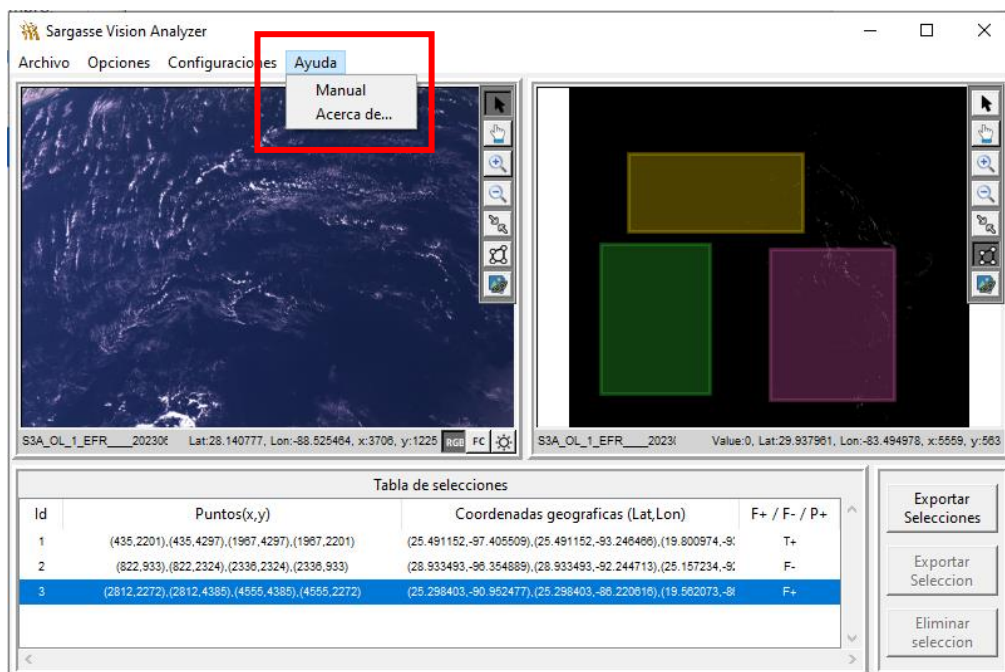 Sargasse Vision Analyzer
Archivo Opciones Configuraciones Ayuda
Manual
Acerca de...
S3A_OL_1_EFR____20230 Lat:28.140777, Lon:-88.525464, x:3706, y:1225 RGB FC
S3A_OL_1_EFR____2023 Value:0, Lat:29.937961, Lon:-83.494978, x:5559, y:563
Tabla de selecciones
Id Puntos(x,y) Coordenadas geograficas (Lat,Lon) F+ / F- / P+
1 (435,2201),(435,4297),(1967,4297),(1967,2201) (25.491152,-97.405509),(25.491152,-93.246466),(19.800974,-9 T+
2 (822,933),(822,2324),(2336,2324),(2336,933) (28.933493,-96.354889),(28.933493,-92.244713),(25.157234,-9 F-
3 (2812,2272),(2812,4385),(4555,4385),(4555,2272) (25.298403,-90.952477),(25.298403,-86.220616),(19.562073,-8 F+
Exportar
Selecciones
Exportar
Seleccion
Eliminar
seleccion